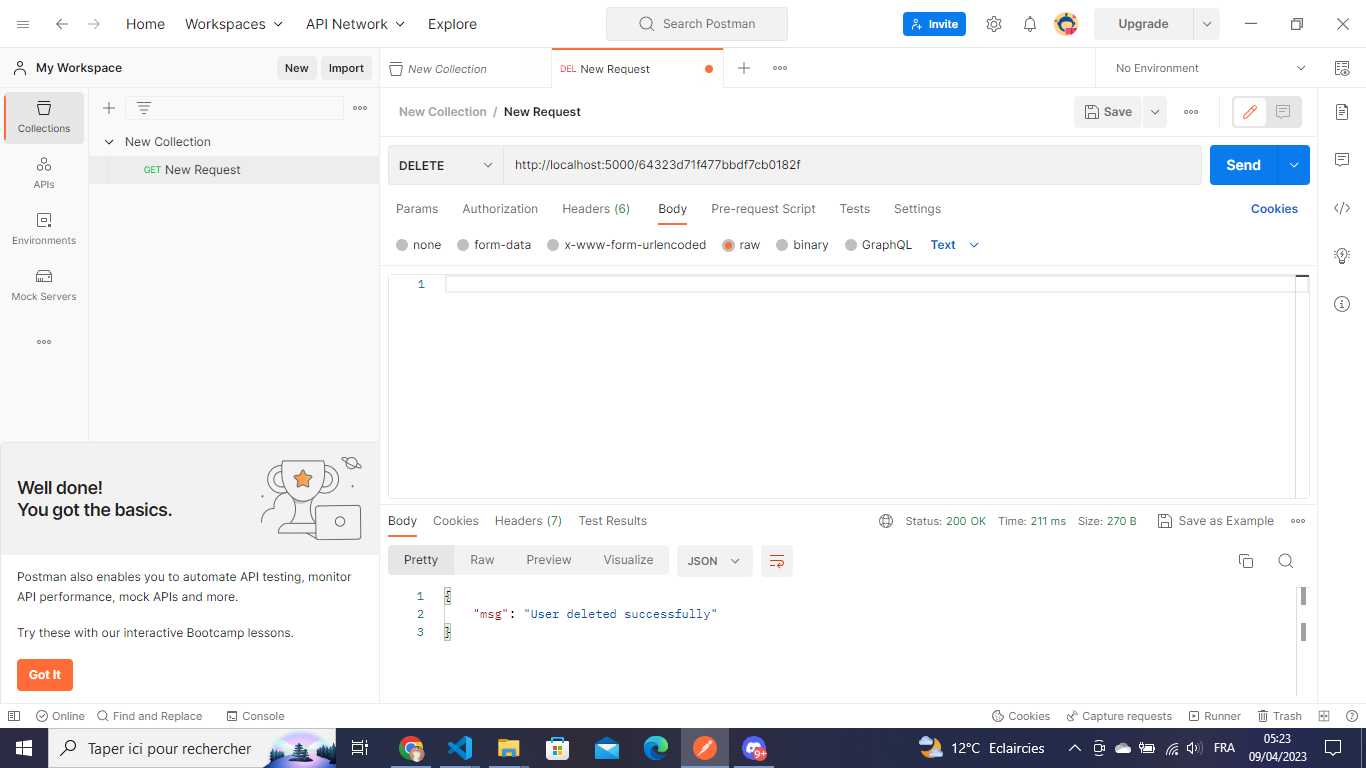 Home Workspaces API Network Explore Search Postman Invite Upgrade
My Workspace New Import New Collection DEL New Request No Environment
Collections
APIs
Environments
Mock Servers
New Collection
GET New Request
New Collection / New Request Save
DELETE http://localhost:5000/64323d71f477bbdf7cb0182f Send
Params Authorization Headers (6) Body Pre-request Script Tests Settings Cookies
none form-data x-www-form-urlencoded raw binary GraphQL Text
1
Well done!
You got the basics.
Postman also enables you to automate API testing, monitor
API performance, mock APIs and more.
Try these with our interactive Bootcamp lessons.
Got It
Body Cookies Headers (7) Test Results Status: 200 OK Time: 211 ms Size: 270 B Save as Example
Pretty Raw Preview Visualize JSON
1 {
2 "msg": "User deleted successfully"
3 }
Online Find and Replace Console Cookies Capture requests Runner Trash
Taper ici pour rechercher 9+ 12°C Eclaircies FRA 05:23
09/04/2023